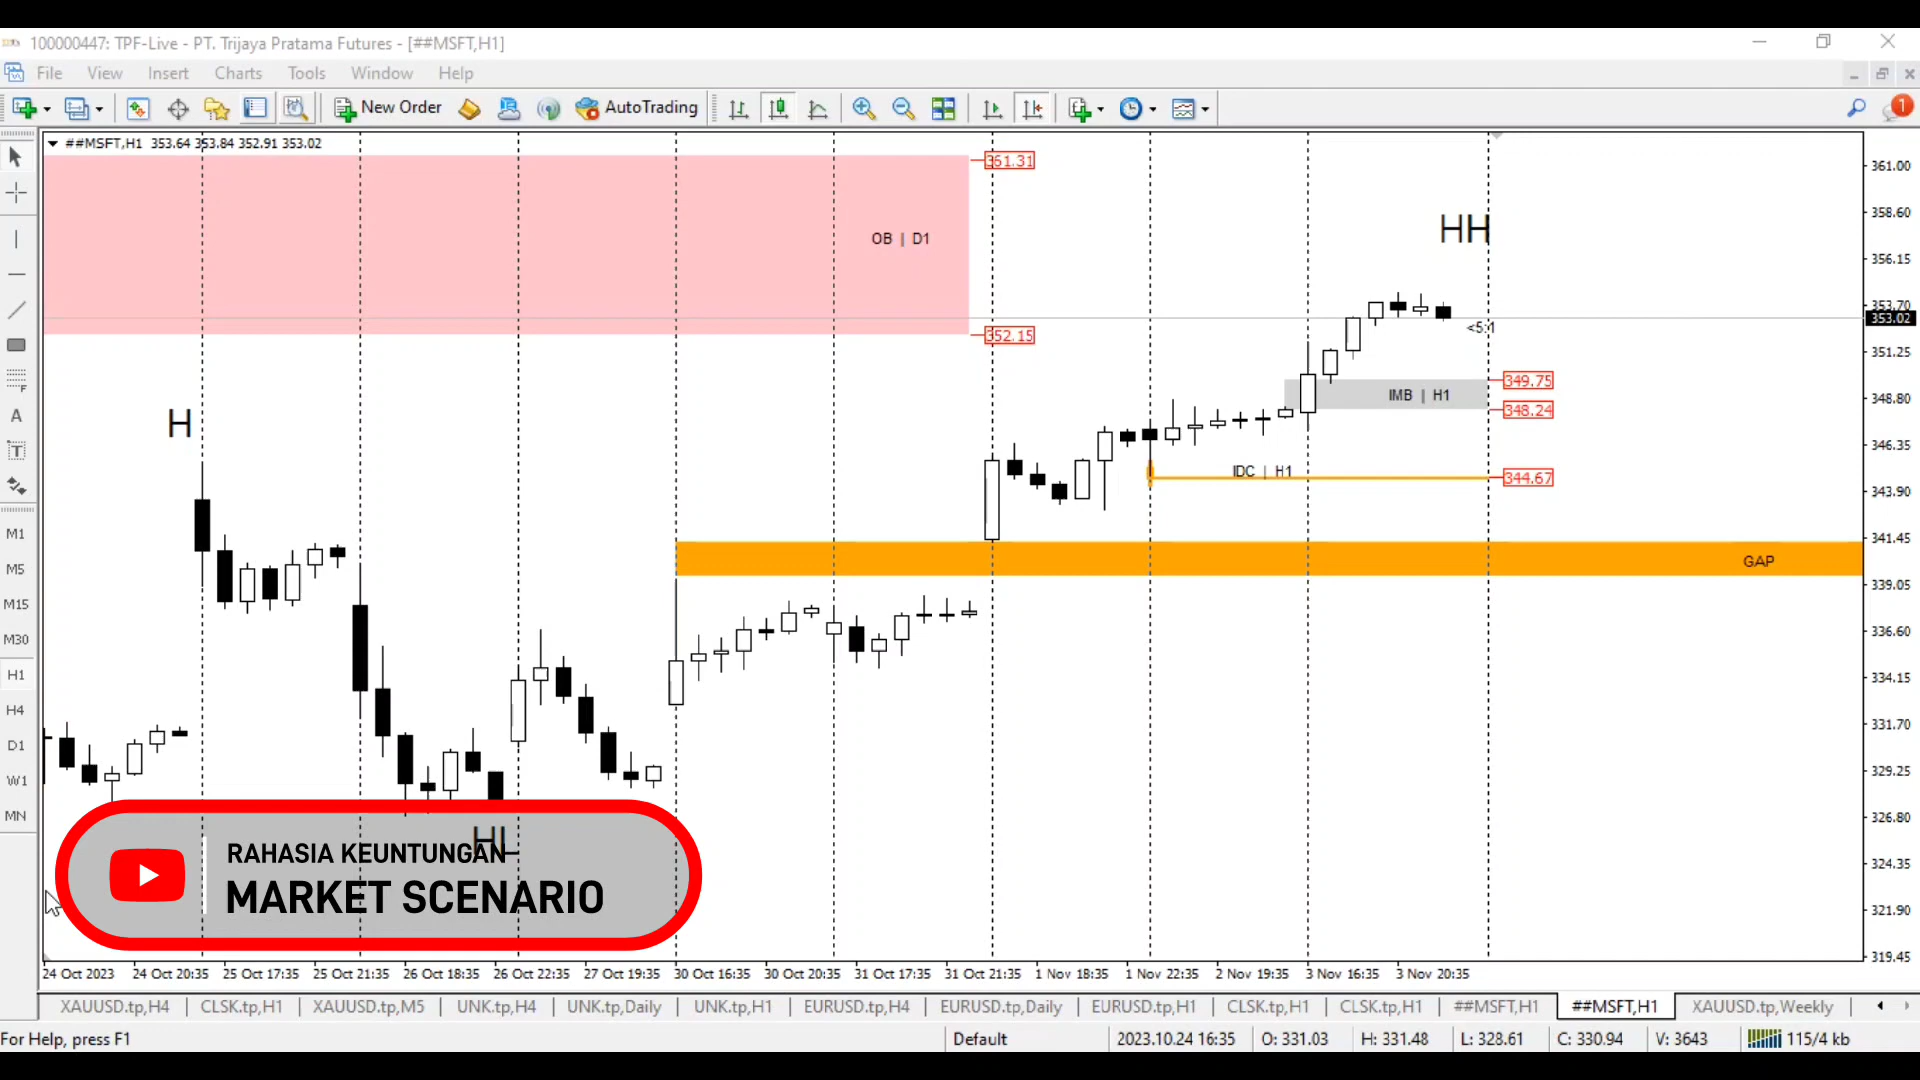 100000447: TPF-Live - PT. Trijaya Pratama Futures - [##MSFT,H1]
File View Insert Charts Tools Window Help
New Order AutoTrading 1
##MSFT,H1 353.64 353.84 352.91 353.02
361.31
361.00
358.60
HH
OB | D1
356.15
353.70
353.02
<5:1
352.15
351.25
349.75
IMB | H1
348.80
348.24
H
346.35
IDC | H1
344.67
343.90
341.45
GAP
339.05
336.60
334.15
331.70
329.25
326.80
324.35
321.90
319.45
A
T
F
M1
M5
M15
M30
H1
H4
D1
W1
MN
HL
RAHASIA KEUNTUNGAN
MARKET SCENARIO
24 Oct 2023 24 Oct 20:35 25 Oct 17:35 25 Oct 21:35 26 Oct 18:35 26 Oct 22:35 27 Oct 19:35 30 Oct 16:35 30 Oct 20:35 31 Oct 17:35 31 Oct 21:35 1 Nov 18:35 1 Nov 22:35 2 Nov 19:35 3 Nov 16:35 3 Nov 20:35
XAUUSD.tp,H4 CLSK.tp,H1 XAUUSD.tp,M5 UNK.tp,H4 UNK.tp,Daily UNK.tp,H1 EURUSD.tp,H4 EURUSD.tp,Daily EURUSD.tp,H1 CLSK.tp,H1 CLSK.tp,H1 ##MSFT,H1 ##MSFT,H1 XAUUSD.tp,Weekly
For Help, press F1 Default 2023.10.24 16:35 O: 331.03 H: 331.48 L: 328.61 C: 330.94 V: 3643 115/4 kb